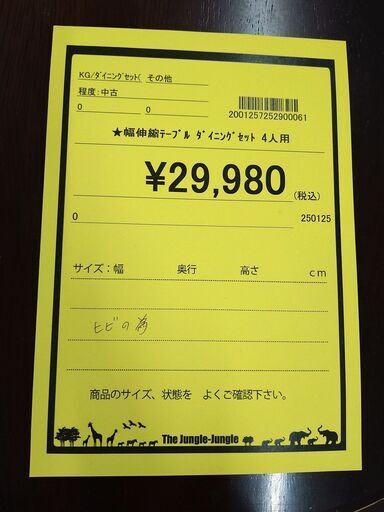 KG/ﾀﾞｲﾆﾝｸﾞｾｯﾄ( その他
程度:中古
0 0
2001257252900061
★幅伸縮ﾃｰﾌﾞﾙ ﾀﾞｲﾆﾝｸﾞｾｯﾄ 4人用
¥29,980 (税込)
0 250125
サイズ:幅 奥行 高さ cm
ヒビの為
商品のサイズ、状態を よくご確認下さい。
The Jungle-Jungle